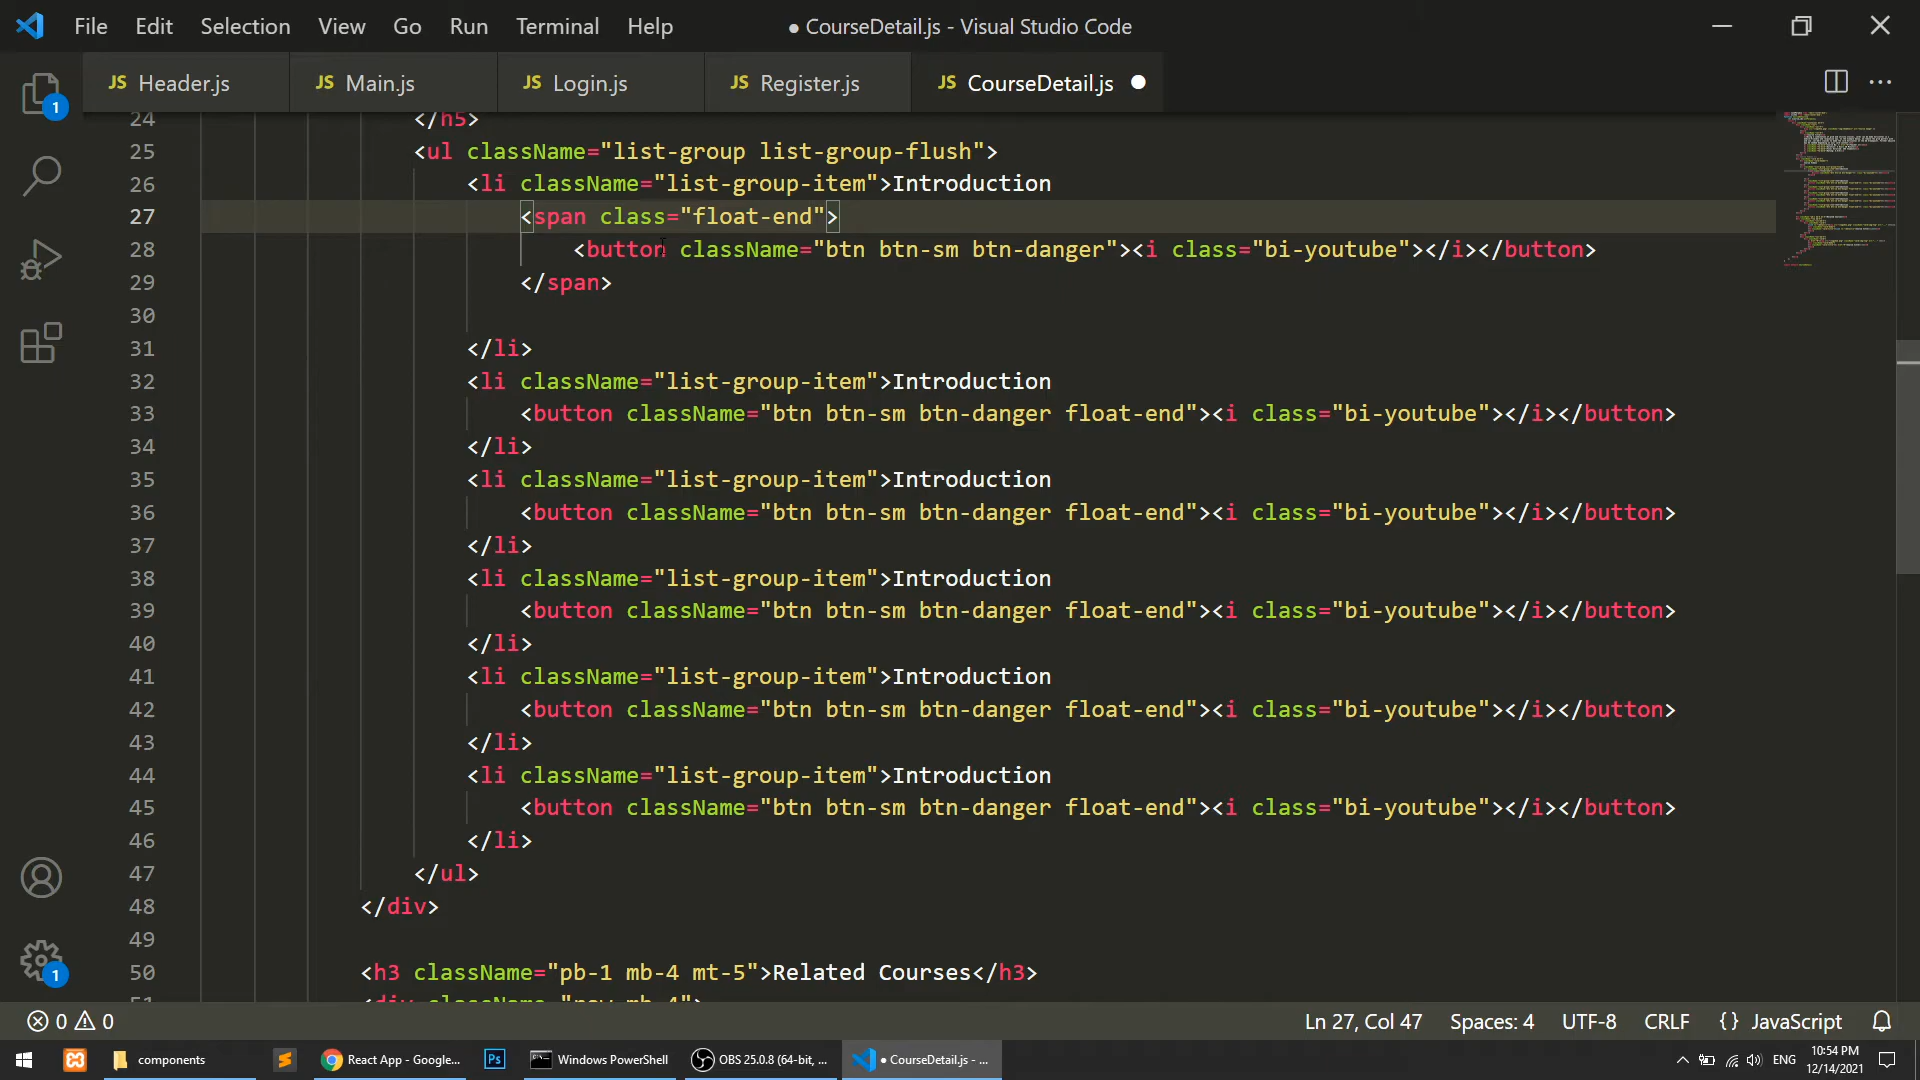 File Edit Selection View Go Run Terminal Help ● CourseDetail.js - Visual Studio Code
JS Header.js JS Main.js JS Login.js JS Register.js JS CourseDetail.js ● ...
1
24 </h5>
25 <ul className="list-group list-group-flush">
26 <li className="list-group-item">Introduction
27 <span class="float-end">
28 <button className="btn btn-sm btn-danger"><i class="bi-youtube"></i></button>
29 </span>
30
31 </li>
32 <li className="list-group-item">Introduction
33 <button className="btn btn-sm btn-danger float-end"><i class="bi-youtube"></i></button>
34 </li>
35 <li className="list-group-item">Introduction
36 <button className="btn btn-sm btn-danger float-end"><i class="bi-youtube"></i></button>
37 </li>
38 <li className="list-group-item">Introduction
39 <button className="btn btn-sm btn-danger float-end"><i class="bi-youtube"></i></button>
40 </li>
41 <li className="list-group-item">Introduction
42 <button className="btn btn-sm btn-danger float-end"><i class="bi-youtube"></i></button>
43 </li>
44 <li className="list-group-item">Introduction
45 <button className="btn btn-sm btn-danger float-end"><i class="bi-youtube"></i></button>
46 </li>
47 </ul>
48 </div>
49
50 <h3 className="pb-1 mb-4 mt-5">Related Courses</h3>
1
0 0 Ln 27, Col 47 Spaces: 4 UTF-8 CRLF {} JavaScript
components React App - Google... Ps Windows PowerShell OBS 25.0.8 (64-bit, ... ● CourseDetail.js - ... ENG 10:54 PM
12/14/2021